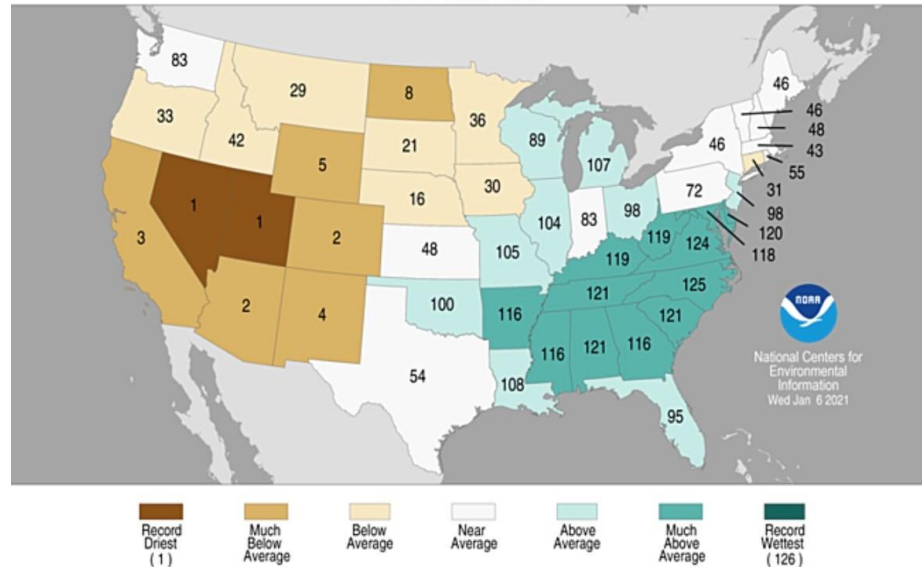 83
29
8
36
46
46
48
43
55
31
33
42
5
21
89
107
46
72
98
120
118
16
30
3
1
1
2
48
105
104
83
98
119
119
124
2
4
100
116
121
125
121
54
108
116
121
116
95
NOAA
National Centers for
Environmental
Information
Wed Jan 6 2021
Record
Driest
(1)
Much
Below
Average
Below
Average
Near
Average
Above
Average
Much
Above
Average
Record
Wettest
(126)